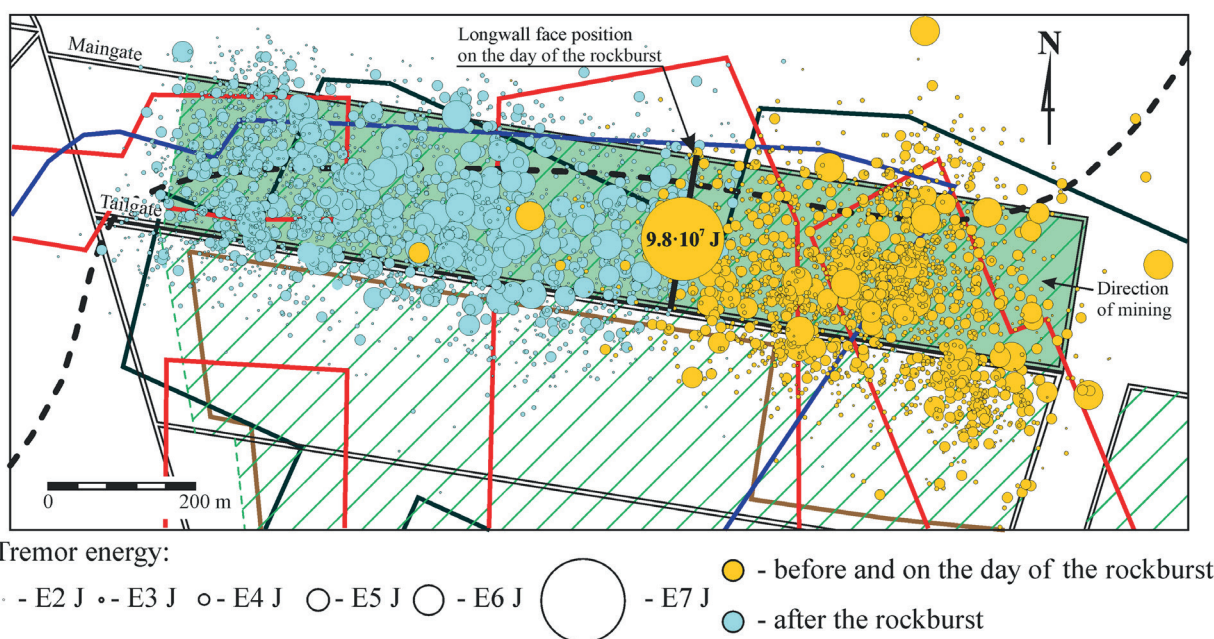 Longwall face position
on the day of the rockburst
N
Maingate
Tailgate
9.8·10⁷ J
Direction
of mining
0 200 m
Tremor energy:
- E2 J - E3 J - E4 J - E5 J - E6 J - E7 J
- before and on the day of the rockburst
- after the rockburst